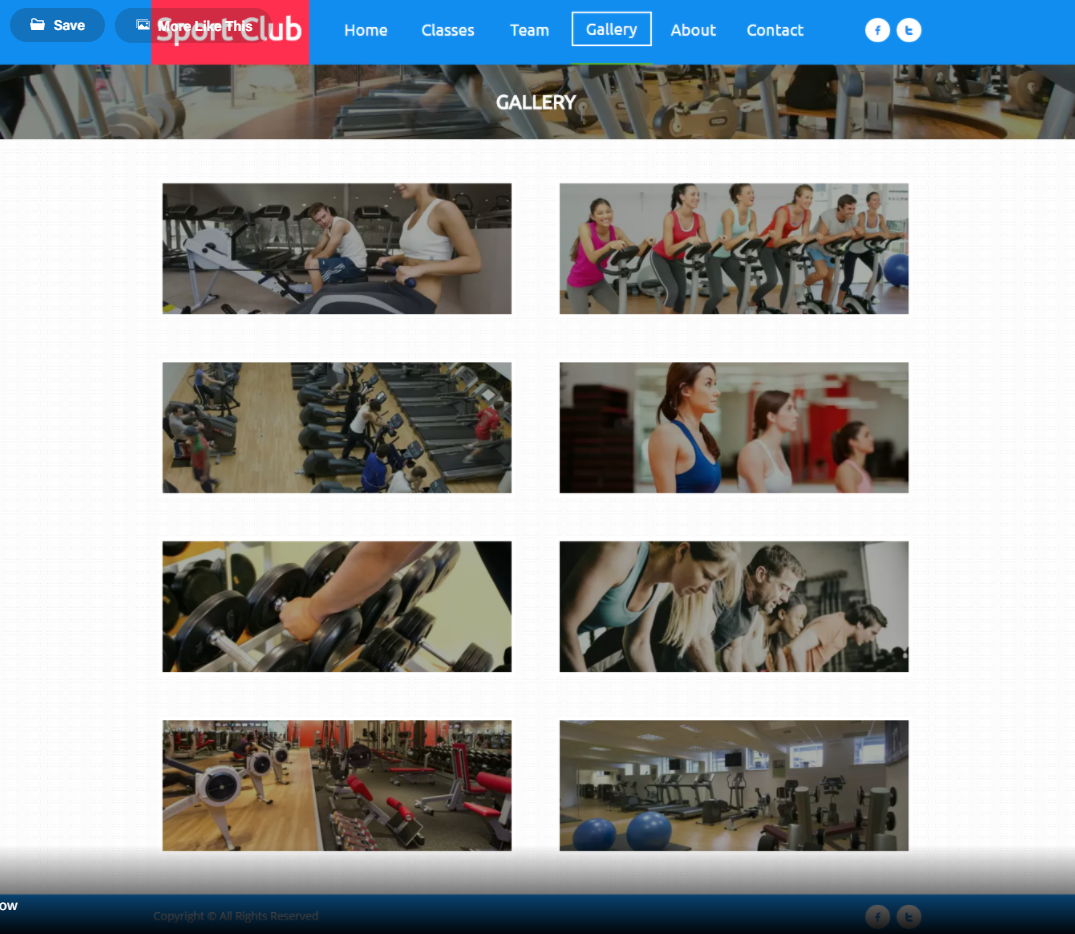 Save
More Like This
Sport Club
Home
Classes
Team
Gallery
About
Contact
GALLERY
ow
Copyright © All Rights Reserved